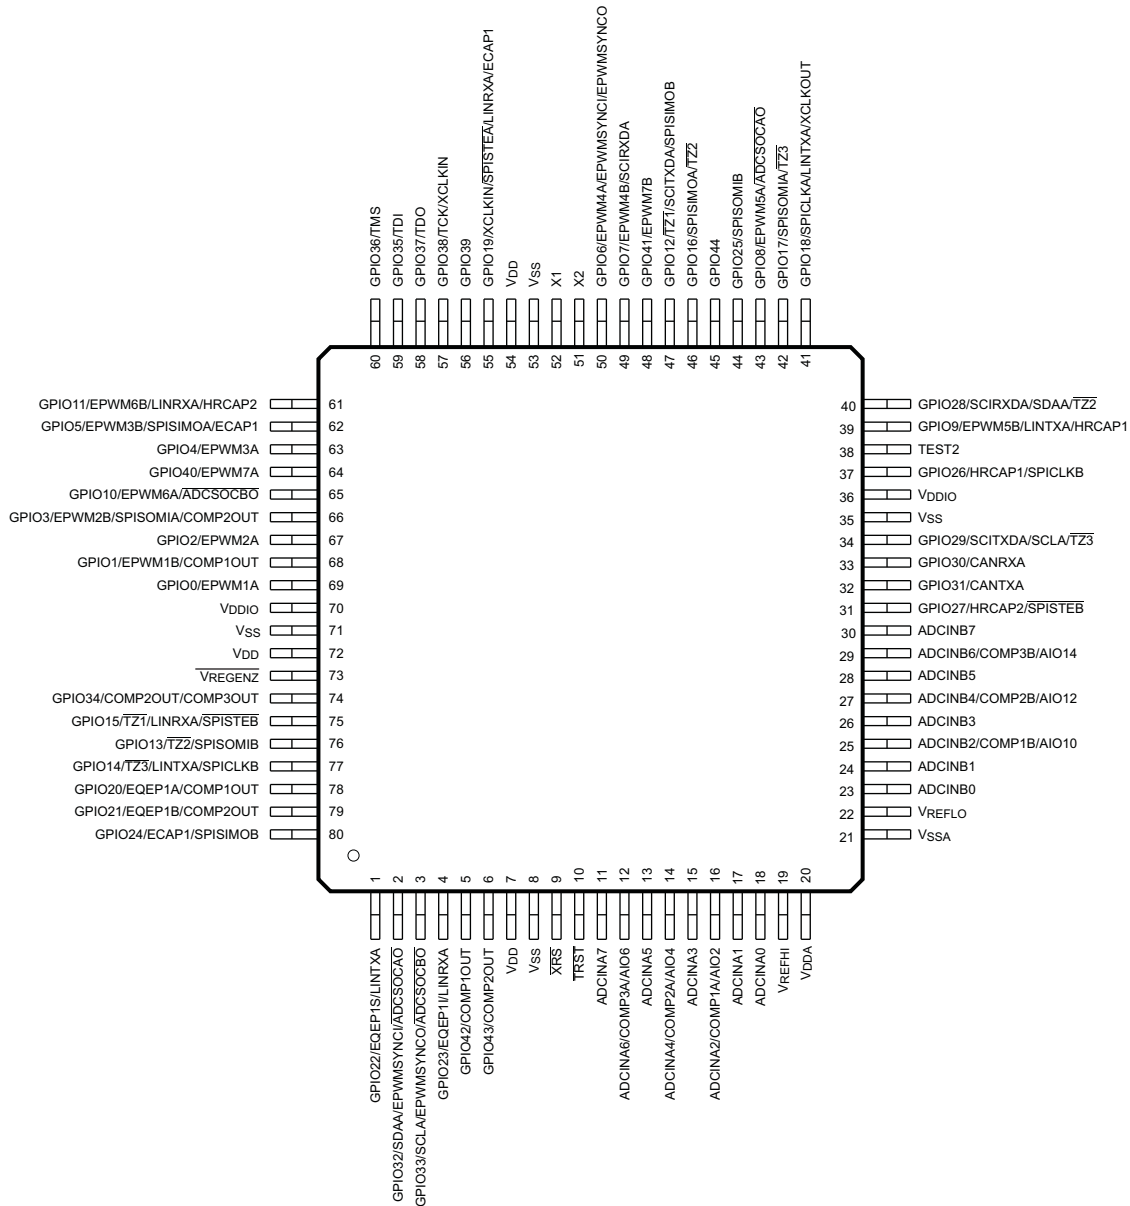 GPIO36/TMS
GPIO35/TDI
GPIO37/TDO
GPIO38/TCK/XCLKIN
GPIO39
GPIO19/XCLKIN/SPISTEA/LINRXA/ECAP1
VDD
VSS
X1
X2
GPIO6/EPWM4A/EPWMSYNCI/EPWMSYNCO
GPIO7/EPWM4B/SCIRXDA
GPIO41/EPWM7B
GPIO12/TZ1/SCITXDA/SPISIMOB
GPIO16/SPISIMOA/TZ2
GPIO44
GPIO25/SPISOMIB
GPIO8/EPWM5A/ADCSOCAO
GPIO17/SPISOMIA/TZ3
GPIO18/SPICLKA/LINTXA/XCLKOUT
60
59
58
57
56
55
54
53
52
51
50
49
48
47
46
45
44
43
42
41
GPIO11/EPWM6B/LINRXA/HRCAP2 61
GPIO5/EPWM3B/SPISIMOA/ECAP1 62
GPIO4/EPWM3A 63
GPIO40/EPWM7A 64
GPIO10/EPWM6A/ADCSOCBO 65
GPIO3/EPWM2B/SPISOMIA/COMP2OUT 66
GPIO2/EPWM2A 67
GPIO1/EPWM1B/COMP1OUT 68
GPIO0/EPWM1A 69
VDDIO 70
VSS 71
VDD 72
VREGENZ 73
GPIO34/COMP2OUT/COMP3OUT 74
GPIO15/TZ1/LINRXA/SPISTEB 75
GPIO13/TZ2/SPISOMIB 76
GPIO14/TZ3/LINTXA/SPICLKB 77
GPIO20/EQEP1A/COMP1OUT 78
GPIO21/EQEP1B/COMP2OUT 79
GPIO24/ECAP1/SPISIMOB 80
40 GPIO28/SCIRXDA/SDAA/TZ2
39 GPIO9/EPWM5B/LINTXA/HRCAP1
38 TEST2
37 GPIO26/HRCAP1/SPICLKB
36 VDDIO
35 VSS
34 GPIO29/SCITXDA/SCLA/TZ3
33 GPIO30/CANRXA
32 GPIO31/CANTXA
31 GPIO27/HRCAP2/SPISTEB
30 ADCINB7
29 ADCINB6/COMP3B/AIO14
28 ADCINB5
27 ADCINB4/COMP2B/AIO12
26 ADCINB3
25 ADCINB2/COMP1B/AIO10
24 ADCINB1
23 ADCINB0
22 VREFLO
21 VSSA
1
2
3
4
5
6
7
8
9
10
11
12
13
14
15
16
17
18
19
20
GPIO22/EQEP1S/LINTXA
GPIO32/SDAA/EPWMSYNCI/ADCSOCAO
GPIO33/SCLA/EPWMSYNCO/ADCSOCBO
GPIO23/EQEP1I/LINRXA
GPIO42/COMP1OUT
GPIO43/COMP2OUT
VDD
VSS
XRS
TRST
ADCINA7
ADCINA6/COMP3A/AIO6
ADCINA5
ADCINA4/COMP2A/AIO4
ADCINA3
ADCINA2/COMP1A/AIO2
ADCINA1
ADCINA0
VREFHI
VDDA